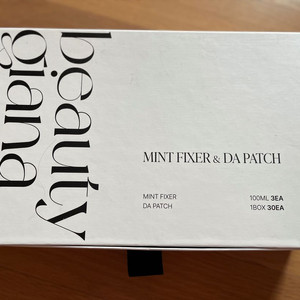 beauty
giana
MINT FIXER & DA PATCH
MINT FIXER 100ML 3EA
DA PATCH 1BOX 30EA